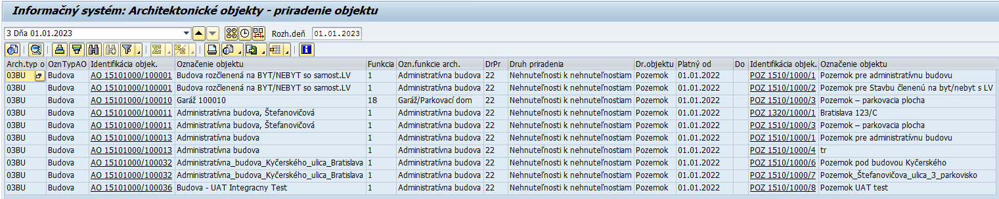 Informačný systém: Architektonické objekty - priradenie objektu
3 Dňa 01.01.2023 Rozh.deň 01.01.2023
Arch.typ o OznTypAO Identifikácia objek. Označenie objektu Funkcia Ozn.funkcie arch. DrPr Druh priradenia Dr.objektu Platný od Do Identifikácia objek. Označenie objektu
03BU Budova AO 15101000/100001 Budova rozčlenená na BYT/NEBYT so samost.LV 1 Administratívna budova 22 Nehnuteľnosti k nehnuteľnostiam Pozemok 01.01.2022 POZ 1510/1000/1 Pozemok pre administratívnu budovu
03BU Budova AO 15101000/100001 Budova rozčlenená na BYT/NEBYT so samost.LV 1 Administratívna budova 22 Nehnuteľnosti k nehnuteľnostiam Pozemok 01.01.2022 POZ 1510/1000/2 Pozemok pre Stavbu členenú na byt/nebyt s LV
03BU Budova AO 15101000/100010 Garáž 100010 18 Garáž/Parkovací dom 22 Nehnuteľnosti k nehnuteľnostiam Pozemok 01.01.2022 POZ 1510/1000/3 Pozemok – parkovacia plocha
03BU Budova AO 15101000/100011 Administratívna budova, Štefanovičová 1 Administratívna budova 22 Nehnuteľnosti k nehnuteľnostiam Pozemok 01.01.2022 POZ 1320/1000/1 Bratislava 123/C
03BU Budova AO 15101000/100011 Administratívna budova, Štefanovičová 1 Administratívna budova 22 Nehnuteľnosti k nehnuteľnostiam Pozemok 01.01.2022 POZ 1510/1000/3 Pozemok – parkovacia plocha
03BU Budova AO 15101000/100013 Administratívna budova 1 Administratívna budova 22 Nehnuteľnosti k nehnuteľnostiam Pozemok 01.01.2022 POZ 1510/1000/1 Pozemok pre administratívnu budovu
03BU Budova AO 15101000/100013 Administratívna budova 1 Administratívna budova 22 Nehnuteľnosti k nehnuteľnostiam Pozemok 01.01.2022 POZ 1510/1000/4 tr
03BU Budova AO 15101000/100032 Administratívna_budova_Kyčerského_ulica_Bratislava 1 Administratívna budova 22 Nehnuteľnosti k nehnuteľnostiam Pozemok 01.01.2022 POZ 1510/1000/6 Pozemok pod budovou Kyčerského
03BU Budova AO 15101000/100032 Administratívna_budova_Kyčerského_ulica_Bratislava 1 Administratívna budova 22 Nehnuteľnosti k nehnuteľnostiam Pozemok 01.01.2022 POZ 1510/1000/7 Pozemok_Štefanovičova_ulica_3_parkovisko
03BU Budova AO 15101000/100036 Budova - UAT Integracny Test 1 Administratívna budova 22 Nehnuteľnosti k nehnuteľnostiam Pozemok 01.01.2022 POZ 1510/1000/8 Pozemok UAT test